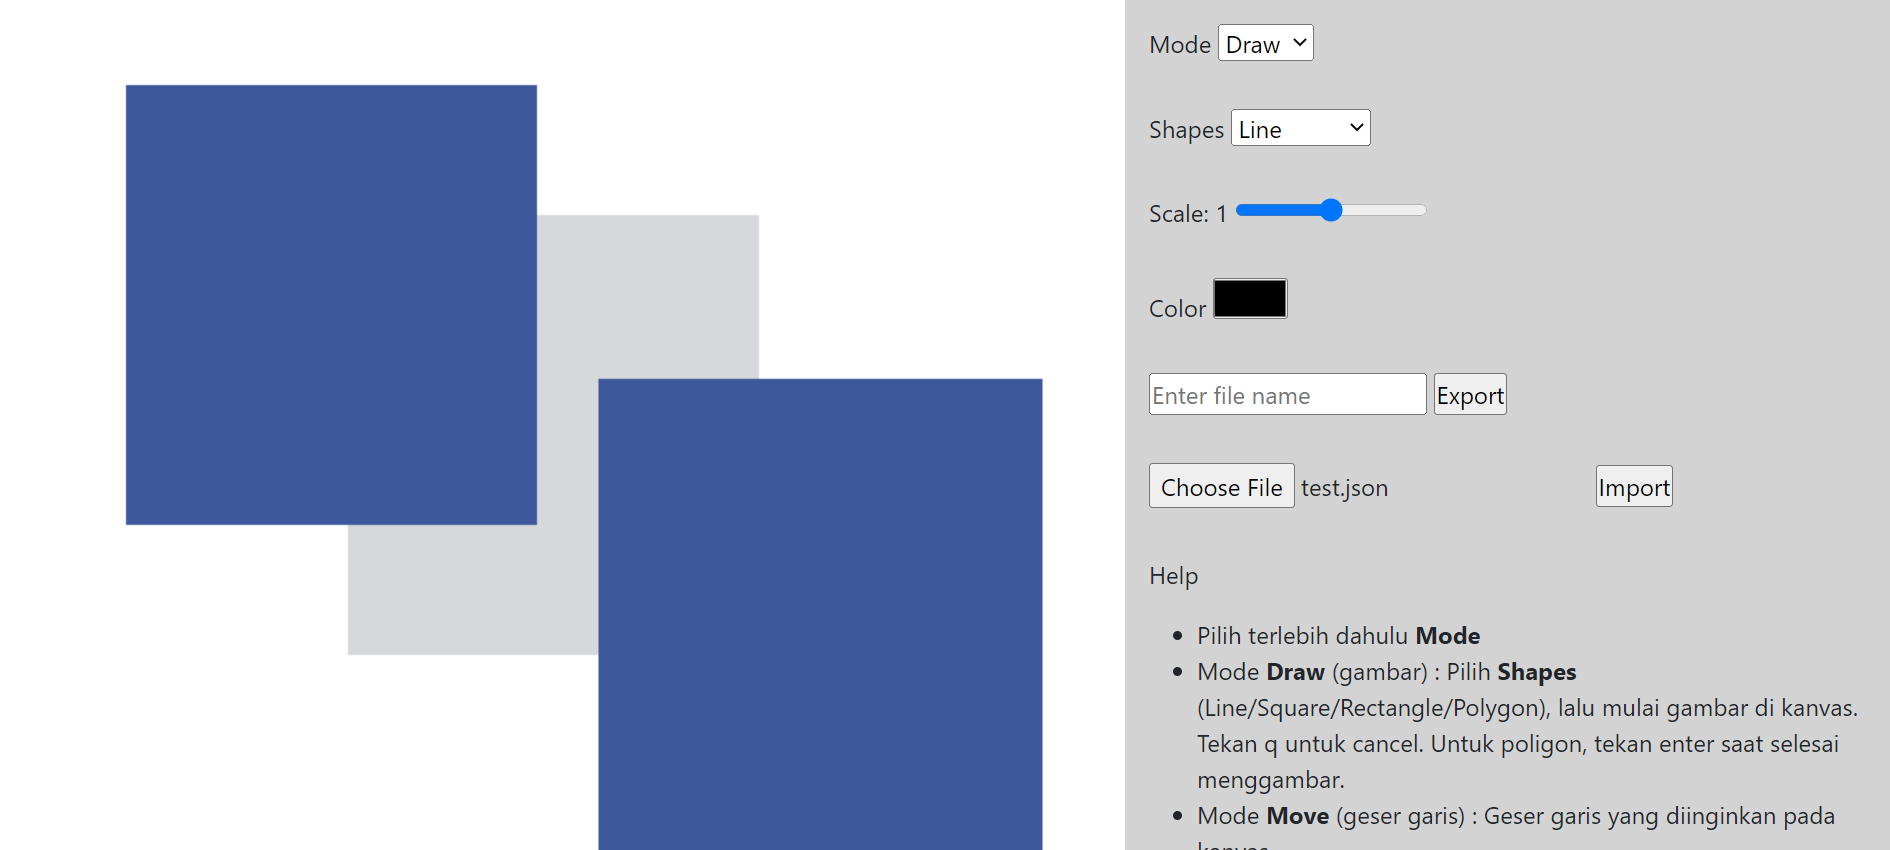 Mode Draw
Shapes Line
Scale: 1
Color
Enter file name Export
Choose File test.json Import
Help
Pilih terlebih dahulu Mode
Mode Draw (gambar) : Pilih Shapes
(Line/Square/Rectangle/Polygon), lalu mulai gambar di kanvas.
Tekan q untuk cancel. Untuk poligon, tekan enter saat selesai
menggambar.
Mode Move (geser garis) : Geser garis yang diinginkan pada